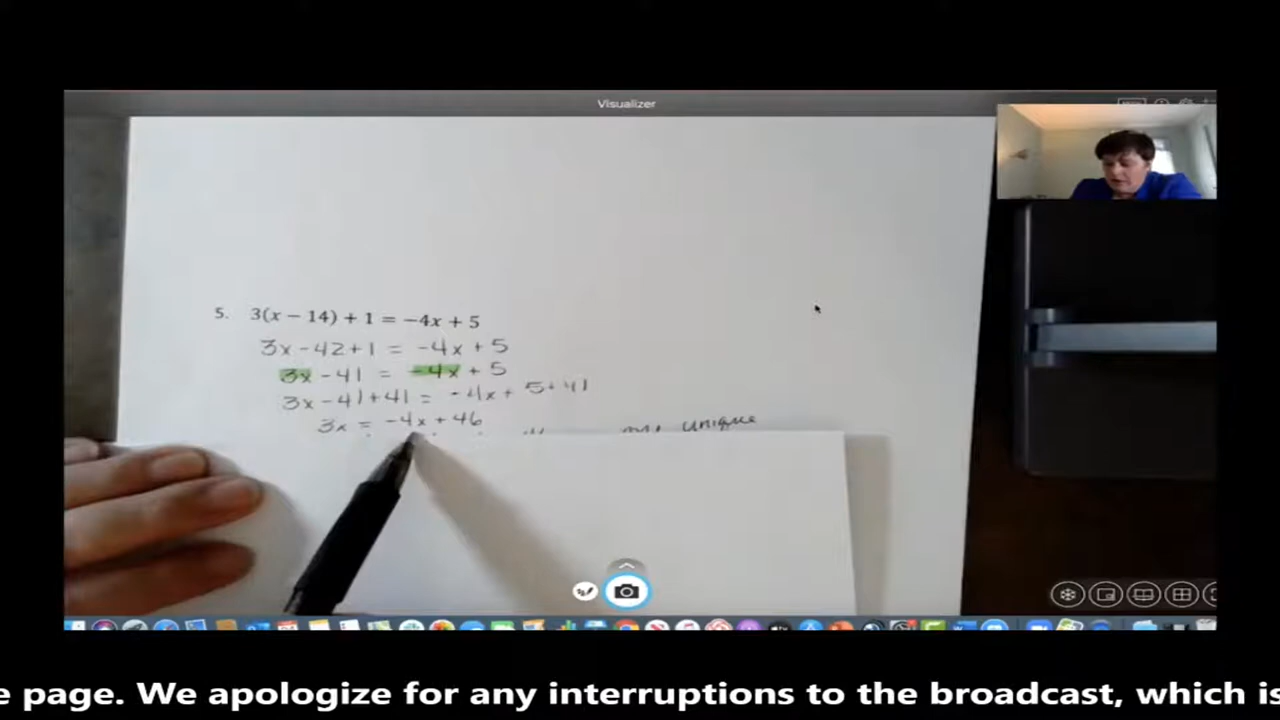 Visualizer
5. 3(x − 14) + 1 = −4x + 5
3x -42+1 = -4x + 5
3x -41 = -4x + 5
3x -41+41 = -4x + 5+41
3x = -4x + 46
unique
e page. We apologize for any interruptions to the broadcast, which is